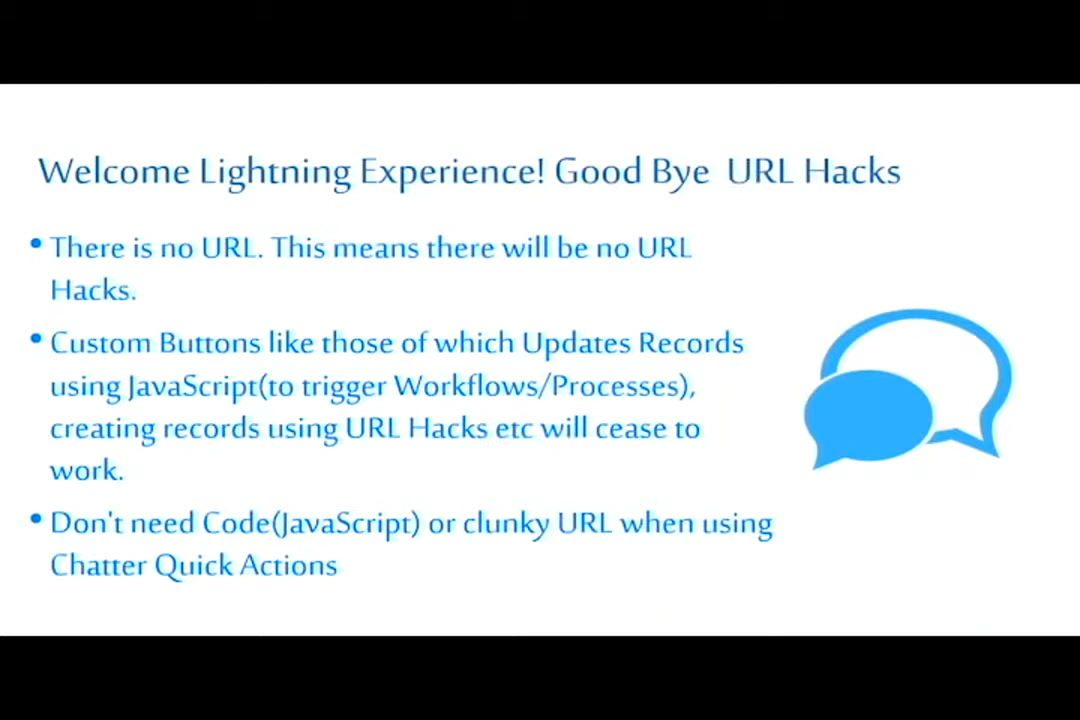 Welcome Lightning Experience! Good Bye URL Hacks
• There is no URL. This means there will be no URL
Hacks.
• Custom Buttons like those of which Updates Records
using JavaScript(to trigger Workflows/Processes),
creating records using URL Hacks etc will cease to
work.
• Don't need Code(JavaScript) or clunky URL when using
Chatter Quick Actions